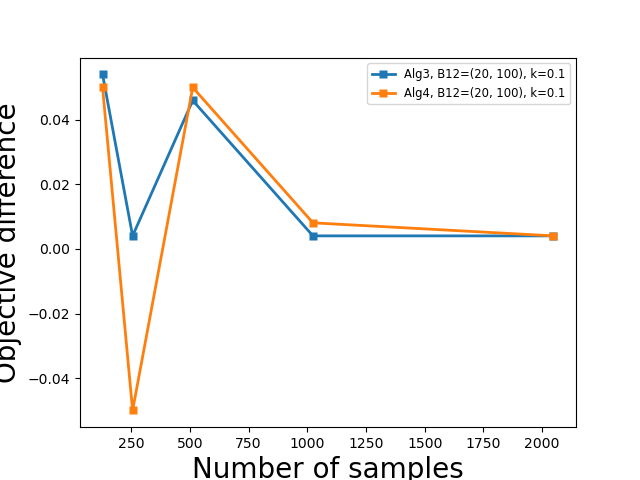 Alg3, B12=(20, 100), k=0.1
Alg4, B12=(20, 100), k=0.1
Objective difference
0.04
0.02
0.00
−0.02
−0.04
250 500 750 1000 1250 1500 1750 2000
Number of samples